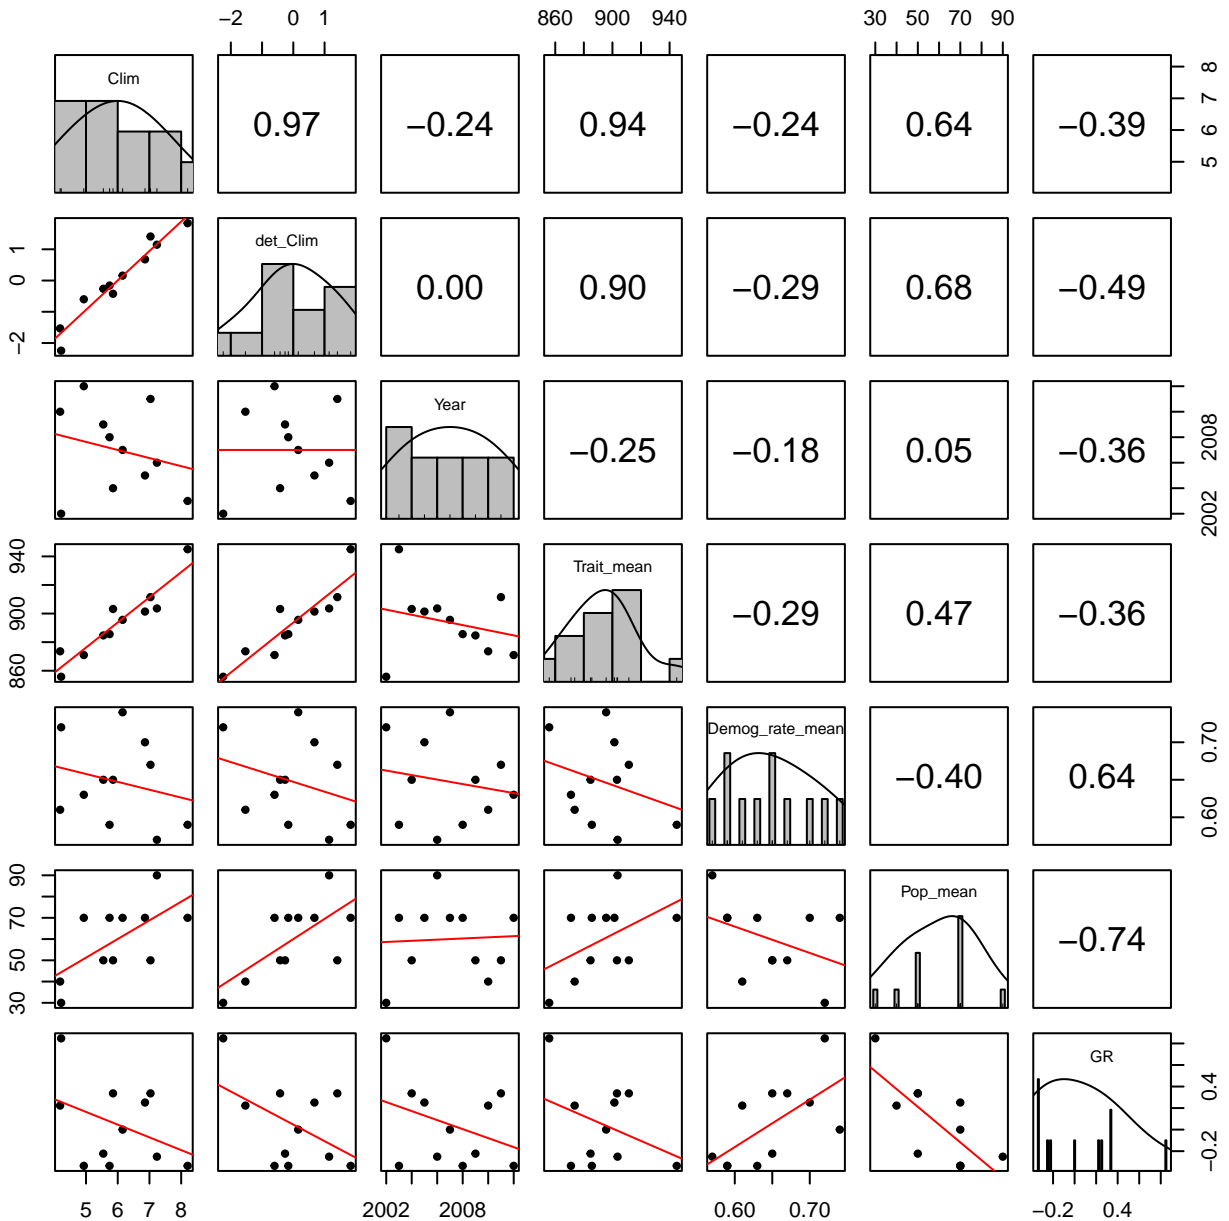 −2 0 1 860 900 940 30 50 70 90
Clim 0.97 −0.24 0.94 −0.24 0.64 −0.39 5 6 7 8
−2 0 1 det_Clim 0.00 0.90 −0.29 0.68 −0.49
Year −0.25 −0.18 0.05 −0.36 2002 2008
860 900 940 Trait_mean −0.29 0.47 −0.36
Demog_rate_mean −0.40 0.64 0.60 0.70
30 50 70 90 Pop_mean −0.74
GR −0.2 0.4
5 6 7 8 2002 2008 0.60 0.70 −0.2 0.4